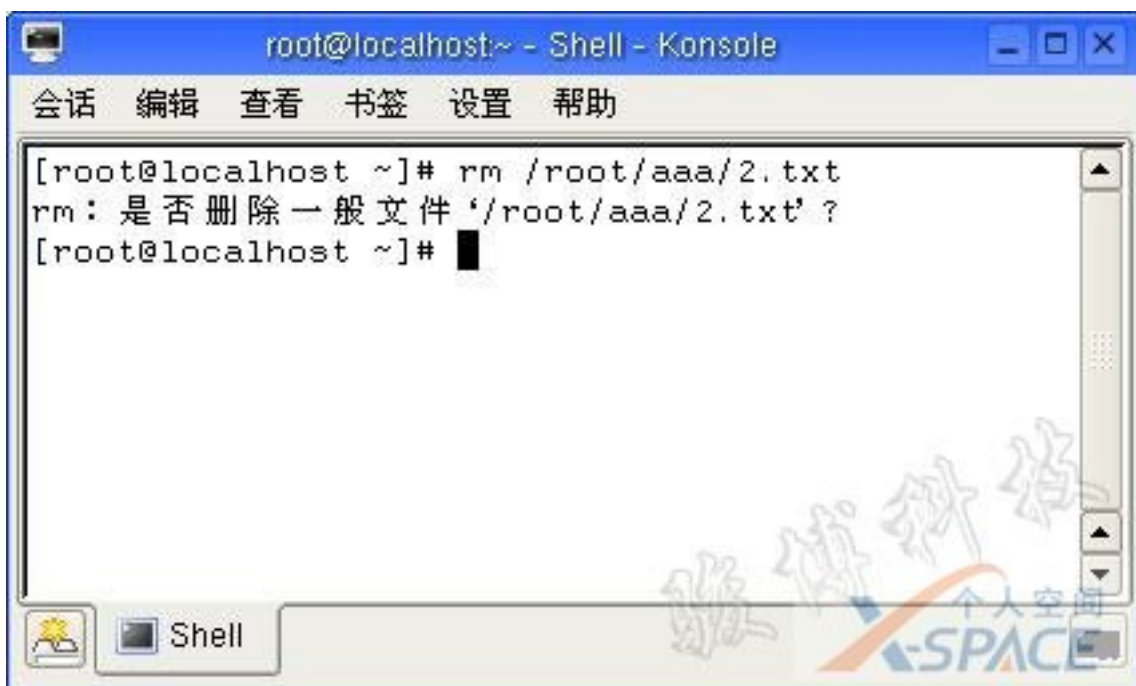 root@localhost:~ - Shell - Konsole
会话 编辑 查看 书签 设置 帮助
[root@localhost ~]# rm /root/aaa/2.txt
rm：是否删除一般文件‘/root/aaa/2.txt’?
[root@localhost ~]#
Shell
个人空间
X-SPACE